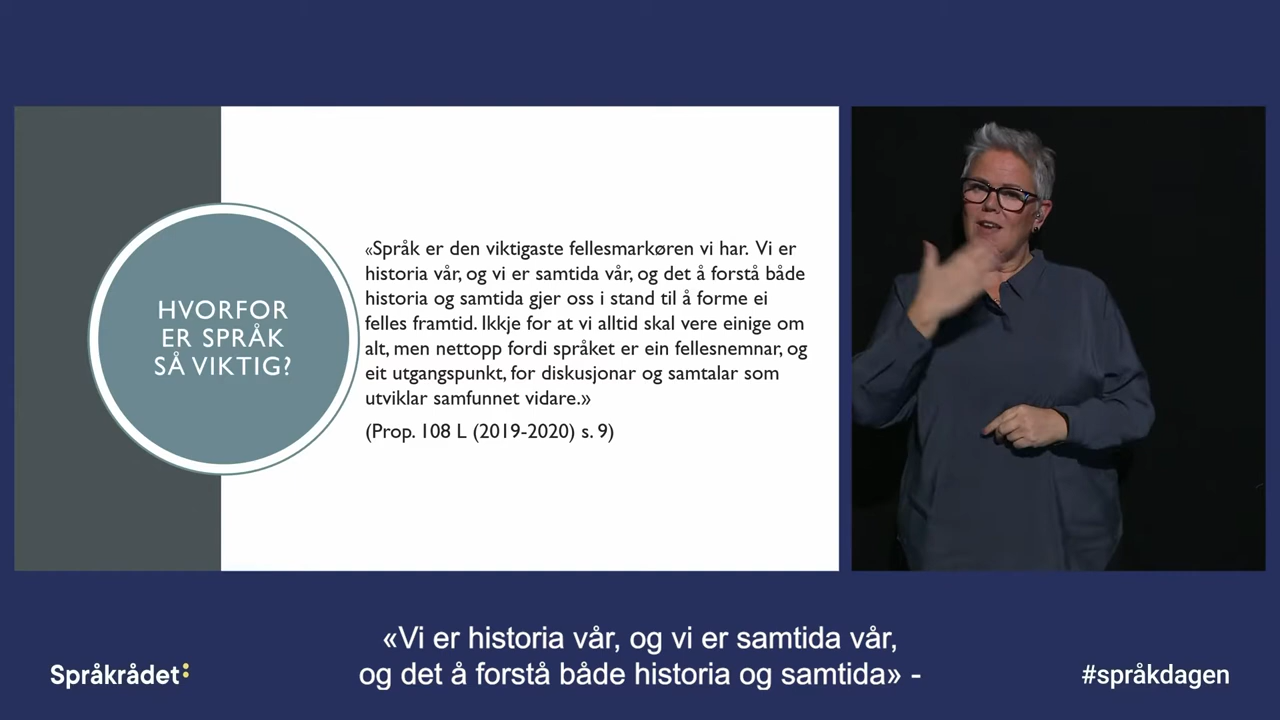 HVORFOR
ER SPRÅK
SÅ VIKTIG?
«Språk er den viktigaste fellesmarkøren vi har. Vi er
historia vår, og vi er samtida vår, og det å forstå både
historia og samtida gjer oss i stand til å forme ei
felles framtid. Ikkje for at vi alltid skal vere einige om
alt, men nettopp fordi språket er ein fellesnemnar, og
eit utgangspunkt, for diskusjonar og samtalar som
utviklar samfunnet vidare.»
(Prop. 108 L (2019-2020) s. 9)
«Vi er historia vår, og vi er samtida vår,
og det å forstå både historia og samtida» -
Språkrådet:
#språkdagen